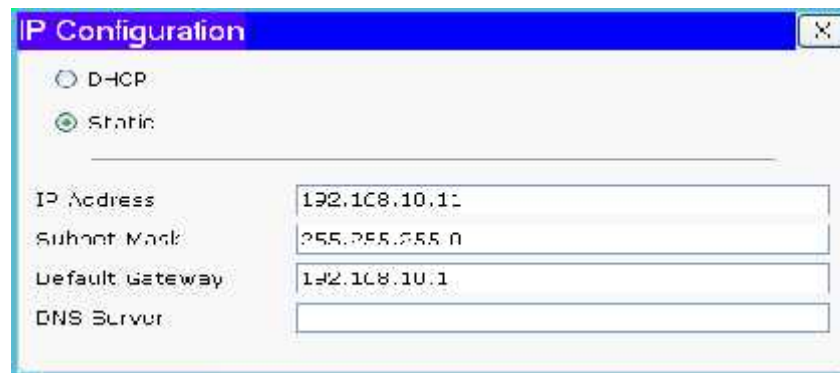 IP Configuration
X
DHCP
Static
IP Address 192.168.10.11
Subnet Mask 255.255.255.0
Default Gateway 192.168.10.1
DNS Server